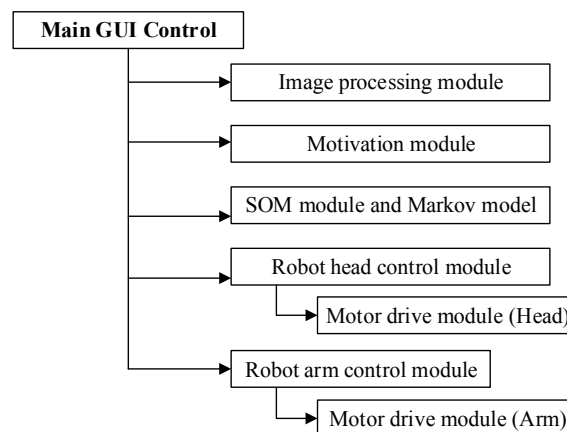 Main GUI Control
Image processing module
Motivation module
SOM module and Markov model
Robot head control module
Motor drive module (Head)
Robot arm control module
Motor drive module (Arm)